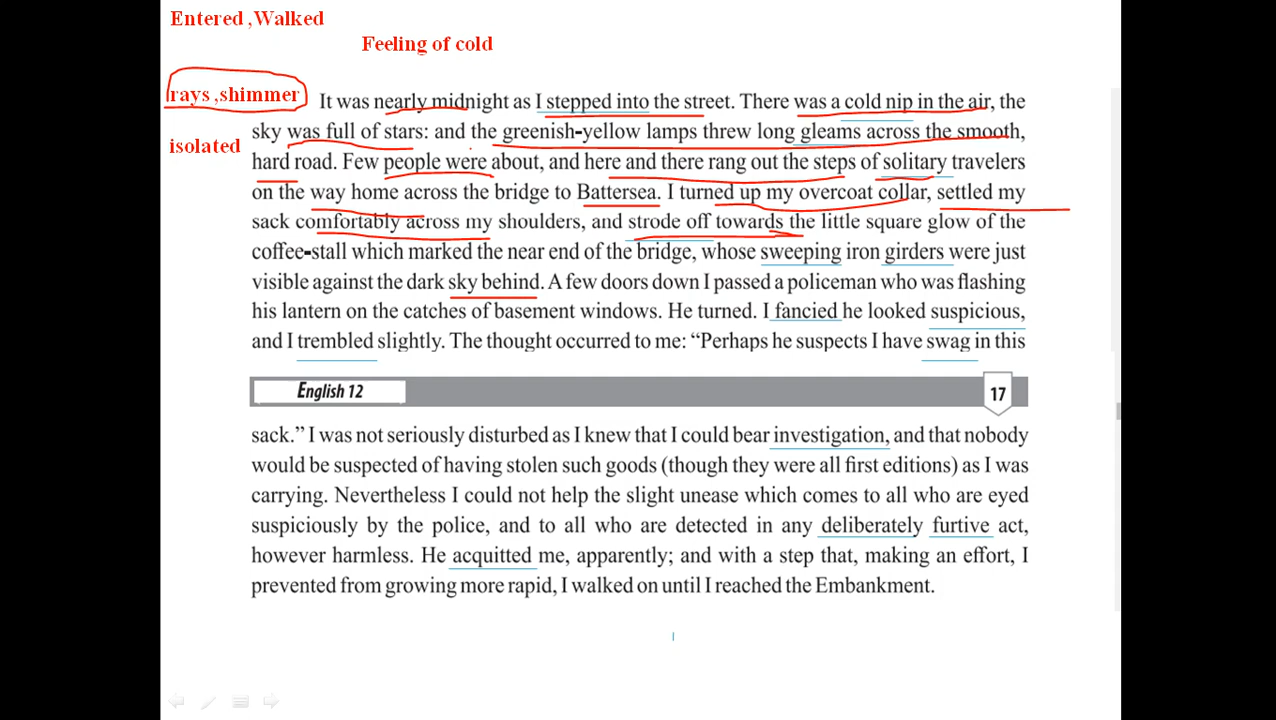 Entered ,Walked
Feeling of cold
rays ,shimmer
It was nearly midnight as I stepped into the street. There was a cold nip in the air, the
isolated
sky was full of stars: and the greenish-yellow lamps threw long gleams across the smooth,
hard road. Few people were about, and here and there rang out the steps of solitary travelers
on the way home across the bridge to Battersea. I turned up my overcoat collar, settled my
sack comfortably across my shoulders, and strode off towards the little square glow of the
coffee-stall which marked the near end of the bridge, whose sweeping iron girders were just
visible against the dark sky behind. A few doors down I passed a policeman who was flashing
his lantern on the catches of basement windows. He turned. I fancied he looked suspicious,
and I trembled slightly. The thought occurred to me: “Perhaps he suspects I have swag in this
English 12
17
sack.” I was not seriously disturbed as I knew that I could bear investigation, and that nobody
would be suspected of having stolen such goods (though they were all first editions) as I was
carrying. Nevertheless I could not help the slight unease which comes to all who are eyed
suspiciously by the police, and to all who are detected in any deliberately furtive act,
however harmless. He acquitted me, apparently; and with a step that, making an effort, I
prevented from growing more rapid, I walked on until I reached the Embankment.